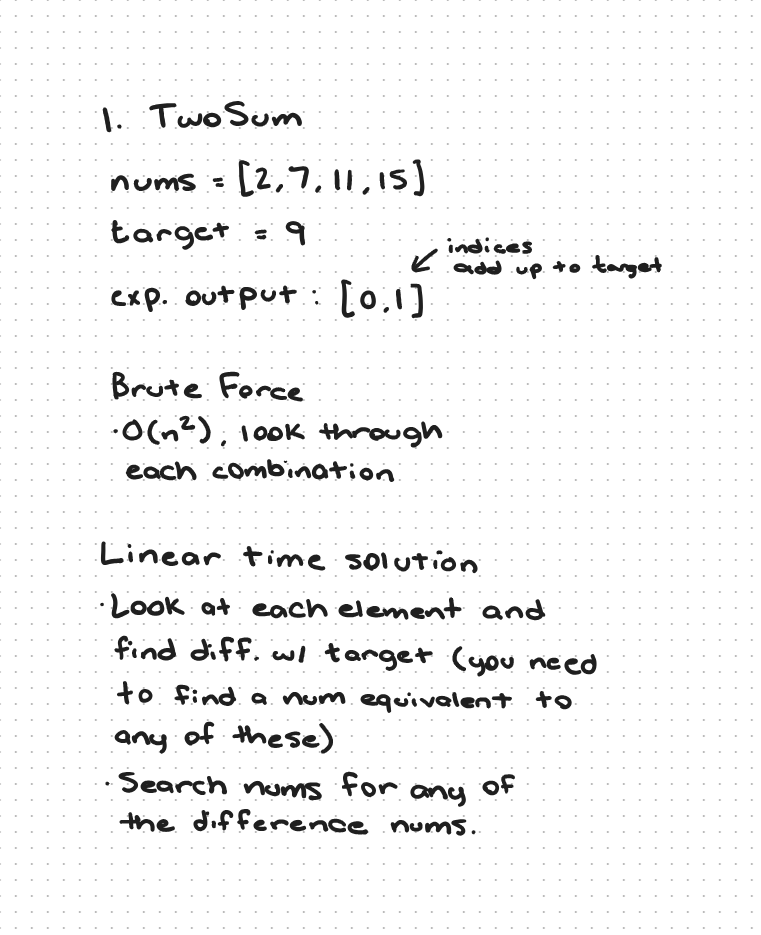 1. TwoSum
nums = [2, 7, 11, 15]
target = 9
indices
add up to target
exp. output : [0, 1]
Brute Force
• O(n²), look through
each combination
Linear time solution
• Look at each element and
find diff. w/ target (you need
to find a num equivalent to
any of these)
• Search nums for any of
the difference nums.